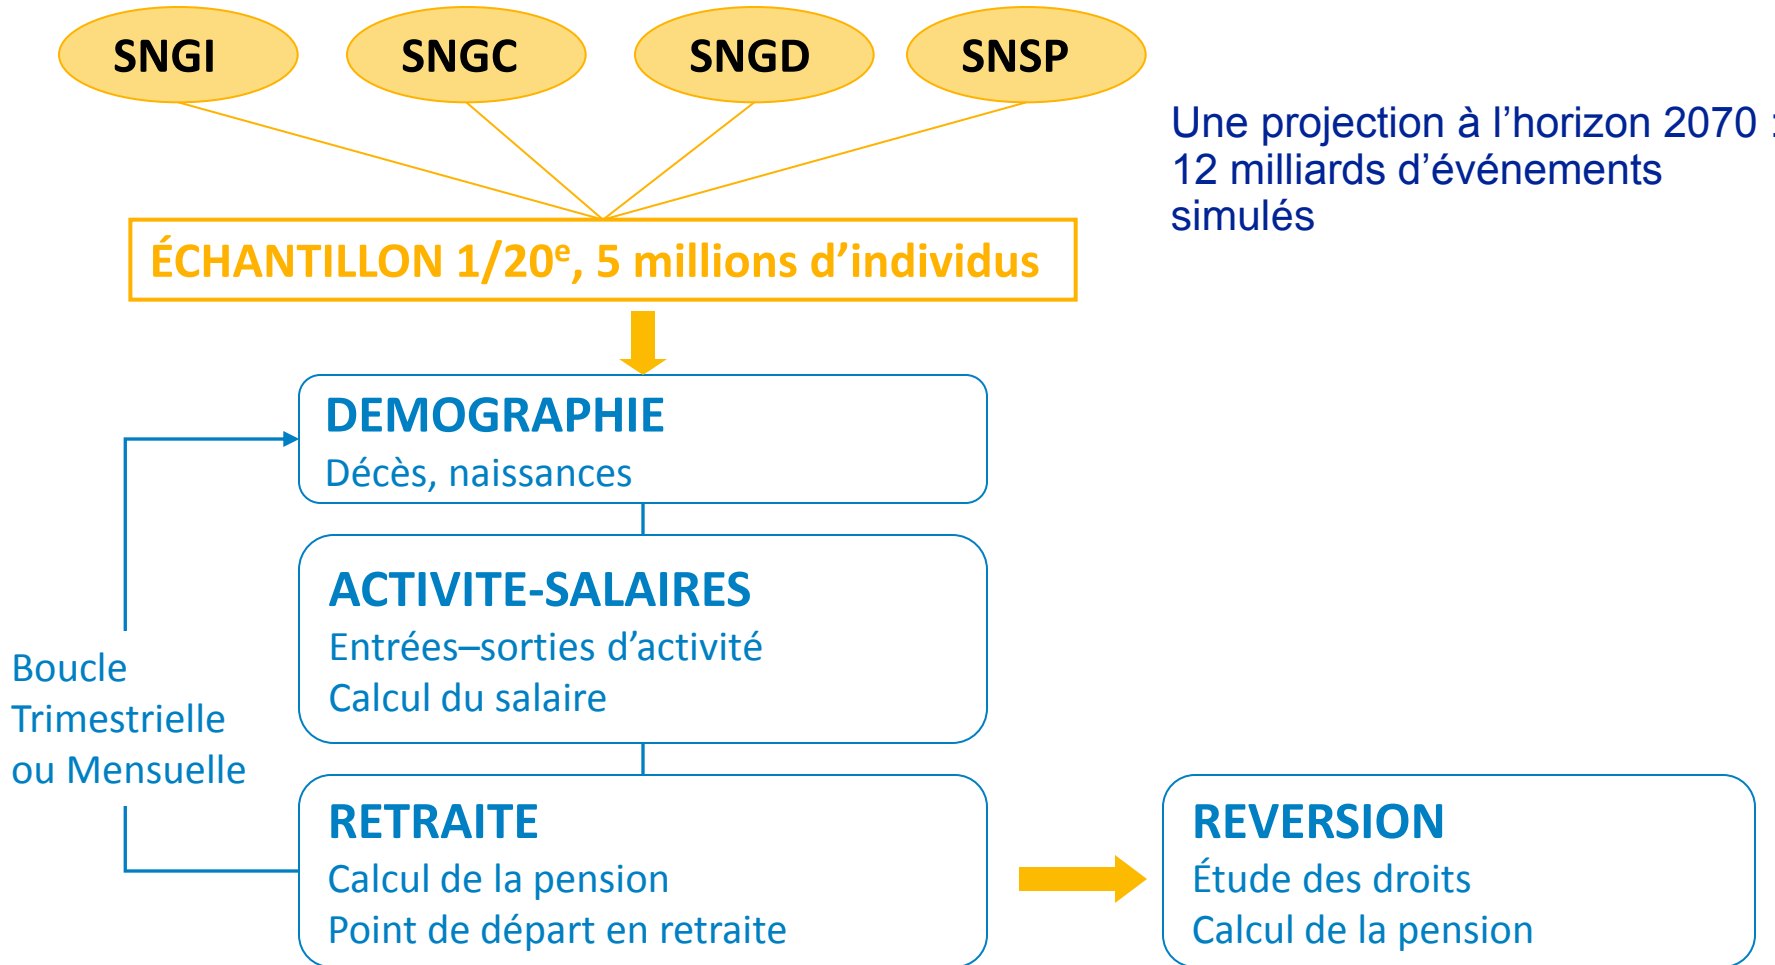 SNGI
SNGC
SNGD
SNSP
Une projection à l’horizon 2070 :
12 milliards d’événements
simulés
ÉCHANTILLON 1/20e, 5 millions d’individus
DEMOGRAPHIE
Décès, naissances
ACTIVITE-SALAIRES
Entrées–sorties d’activité
Calcul du salaire
Boucle
Trimestrielle
ou Mensuelle
RETRAITE
Calcul de la pension
Point de départ en retraite
REVERSION
Étude des droits
Calcul de la pension